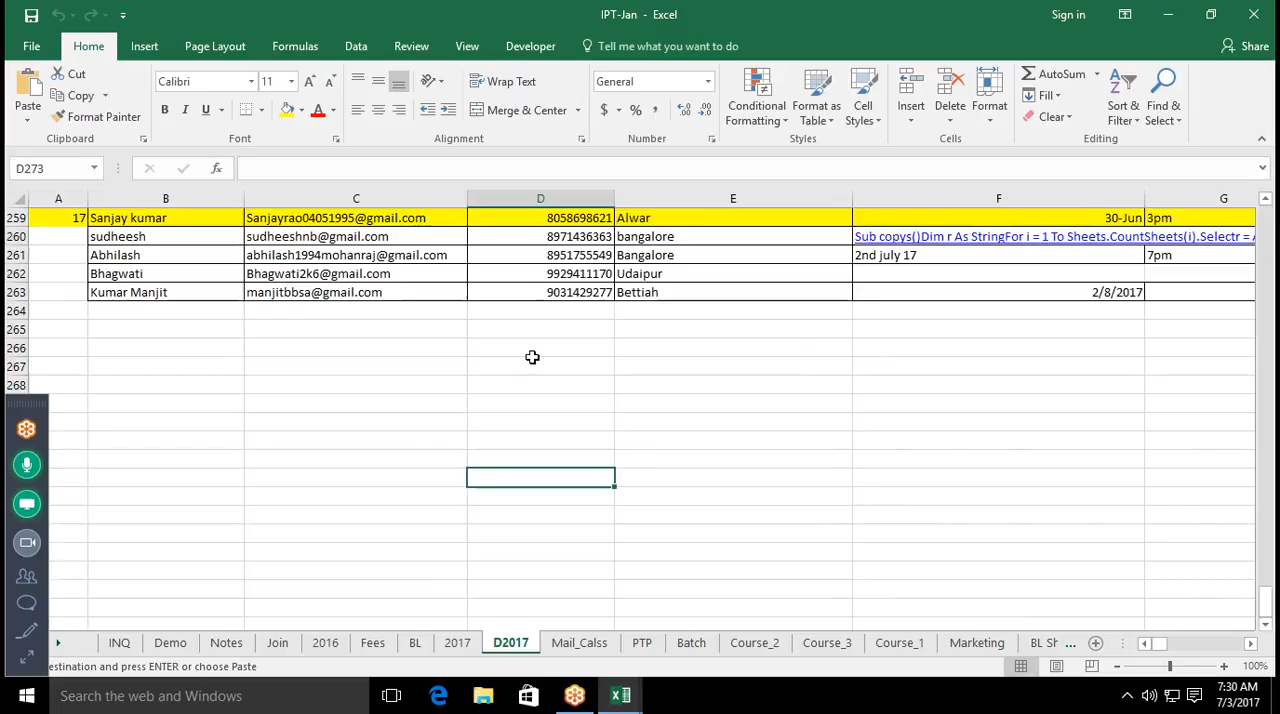 IPT-Jan - Excel
Sign in
File Home Insert Page Layout Formulas Data Review View Developer Tell me what you want to do Share
Paste
Cut
Copy
Format Painter
Clipboard
Calibri 11
B I U
Font
Wrap Text
Merge & Center
Alignment
General
$ % ,
Number
Conditional Formatting
Format as Table
Cell Styles
Styles
Insert Delete Format
Cells
AutoSum
Fill
Clear
Sort & Filter
Find & Select
Editing
D273 fx
A B C D E F G
259 17 Sanjay kumar Sanjayrao04051995@gmail.com 8058698621 Alwar 30-Jun 3pm
260 sudheesh sudheeshnb@gmail.com 8971436363 bangalore Sub copys()Dim r As StringFor i = 1 To Sheets.CountSheets(i).Selectr = A
261 Abhilash abhilash1994mohanraj@gmail.com 8951755549 Bangalore 2nd july 17 7pm
262 Bhagwati Bhagwati2k6@gmail.com 9929411170 Udaipur
263 Kumar Manjit manjitbbsa@gmail.com 9031429277 Bettiah 2/8/2017
264
265
266
267
268
INQ Demo Notes Join 2016 Fees BL 2017 D2017 Mail_Calss PTP Batch Course_2 Course_3 Course_1 Marketing BL Sh ...
estination and press ENTER or choose Paste
100%
Search the web and Windows
7:30 AM
7/3/2017